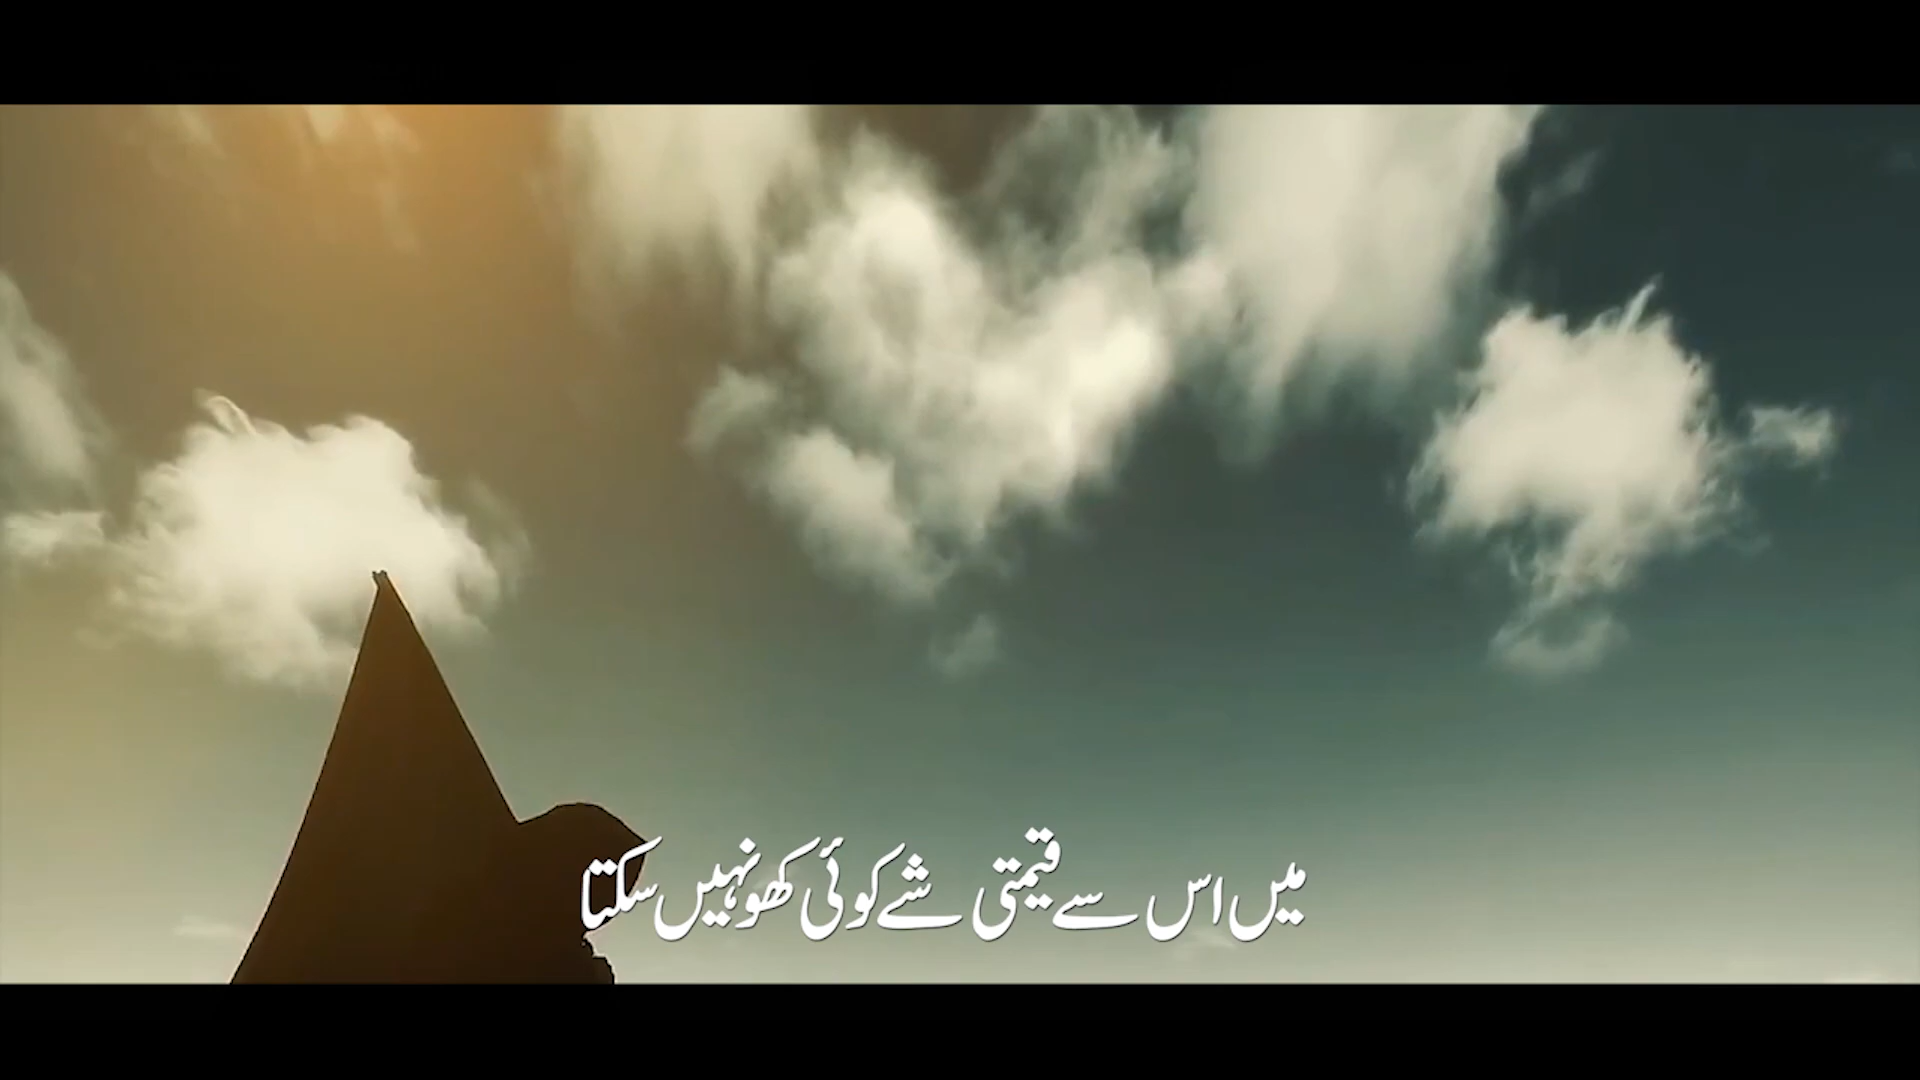 میں اس سے قیمتی شے کوئی کھو نہیں سکتا